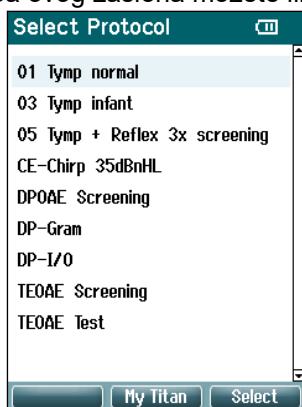 Select Protocol
01 Tymp normal
03 Tymp infant
05 Tymp + Reflex 3x screening
CE-Chirp 35dBnHL
DPOAE Screening
DP-Gram
DP-I/O
TEOAE Screening
TEOAE Test
My Titan Select